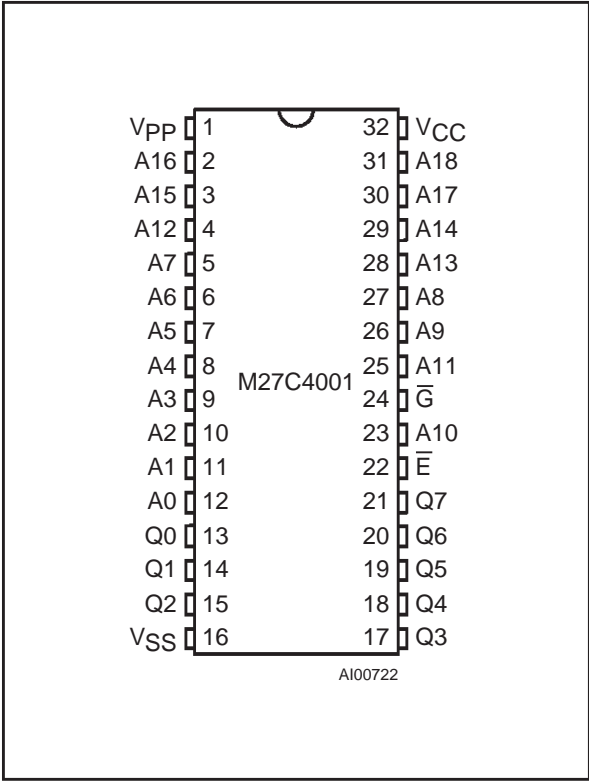 VPP 1 32 VCC
A16 2 31 A18
A15 3 30 A17
A12 4 29 A14
A7 5 28 A13
A6 6 27 A8
A5 7 26 A9
A4 8 25 A11
M27C4001
A3 9 24 G̅
A2 10 23 A10
A1 11 22 E̅
A0 12 21 Q7
Q0 13 20 Q6
Q1 14 19 Q5
Q2 15 18 Q4
VSS 16 17 Q3
AI00722